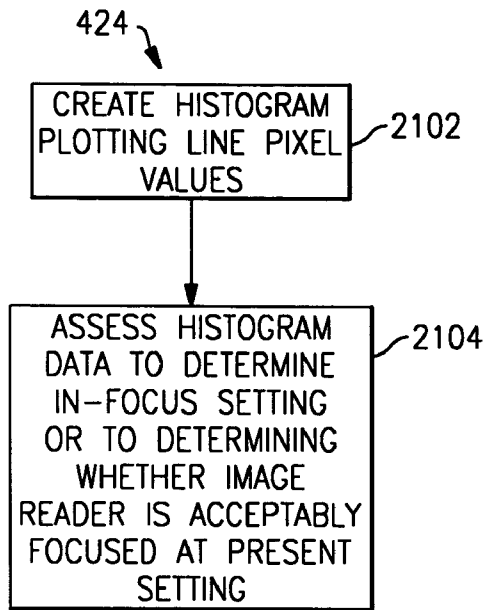 424
CREATE HISTOGRAM
PLOTTING LINE PIXEL
VALUES
2102
ASSESS HISTOGRAM
DATA TO DETERMINE
IN-FOCUS SETTING
OR TO DETERMINING
WHETHER IMAGE
READER IS ACCEPTABLY
FOCUSED AT PRESENT
SETTING
2104